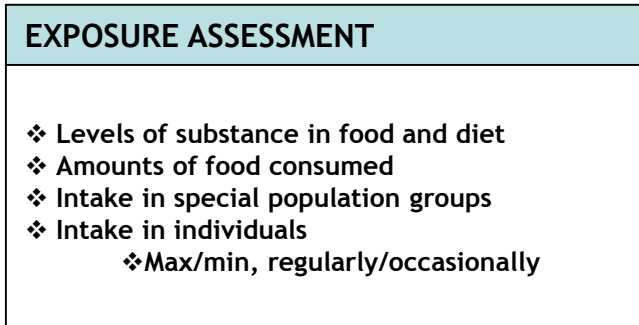 EXPOSURE ASSESSMENT
❖ Levels of substance in food and diet
❖ Amounts of food consumed
❖ Intake in special population groups
❖ Intake in individuals
❖Max/min, regularly/occasionally